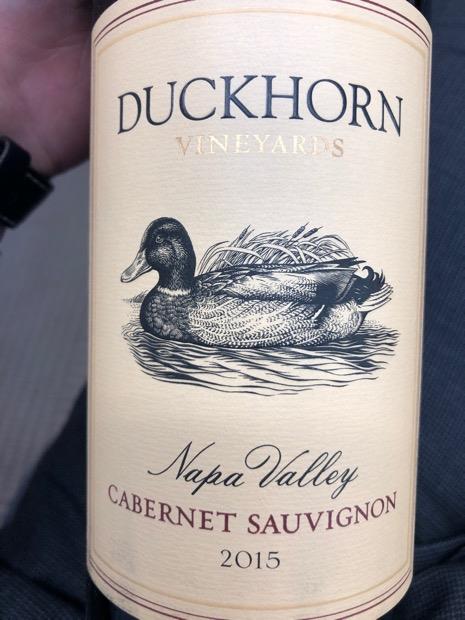 DUCKHORN
VINEYARDS
Napa Valley
CABERNET SAUVIGNON
2015